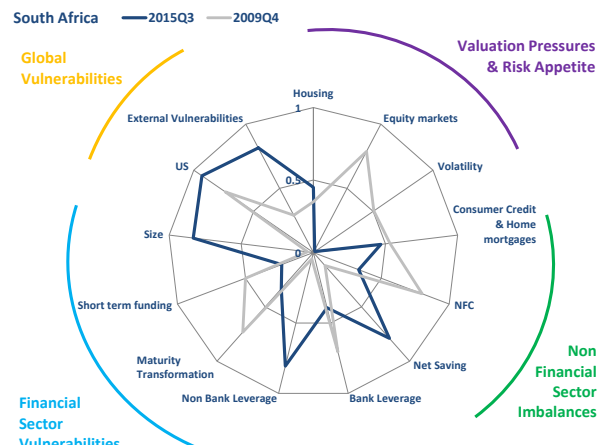 South Africa 2015Q3 2009Q4
Global
Vulnerabilities
Valuation Pressures
& Risk Appetite
Housing
1
External Vulnerabilities
Equity markets
US
Volatility
0.5
Consumer Credit
& Home
mortgages
Size
0
Short term funding
NFC
Maturity
Transformation
Net Saving
Non Bank Leverage
Bank Leverage
Non
Financial
Sector
Imbalances
Financial
Sector
Vulnerabilities